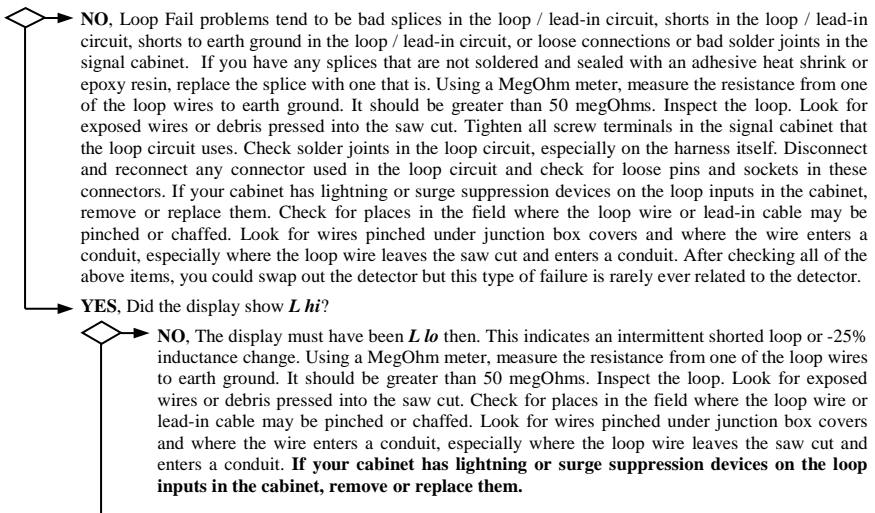 NO, Loop Fail problems tend to be bad splices in the loop / lead-in circuit, shorts in the loop / lead-in
circuit, shorts to earth ground in the loop / lead-in circuit, or loose connections or bad solder joints in the
signal cabinet. If you have any splices that are not soldered and sealed with an adhesive heat shrink or
epoxy resin, replace the splice with one that is. Using a MegOhm meter, measure the resistance from one
of the loop wires to earth ground. It should be greater than 50 megOhms. Inspect the loop. Look for
exposed wires or debris pressed into the saw cut. Tighten all screw terminals in the signal cabinet that
the loop circuit uses. Check solder joints in the loop circuit, especially on the harness itself. Disconnect
and reconnect any connector used in the loop circuit and check for loose pins and sockets in these
connectors. If your cabinet has lightning or surge suppression devices on the loop inputs in the cabinet,
remove or replace them. Check for places in the field where the loop wire or lead-in cable may be
pinched or chaffed. Look for wires pinched under junction box covers and where the wire enters a
conduit, especially where the loop wire leaves the saw cut and enters a conduit. After checking all of the
above items, you could swap out the detector but this type of failure is rarely ever related to the detector.
YES, Did the display show L hi?
NO, The display must have been L lo then. This indicates an intermittent shorted loop or -25%
inductance change. Using a MegOhm meter, measure the resistance from one of the loop wires
to earth ground. It should be greater than 50 megOhms. Inspect the loop. Look for exposed
wires or debris pressed into the saw cut. Check for places in the field where the loop wire or
lead-in cable may be pinched or chaffed. Look for wires pinched under junction box covers
and where the wire enters a conduit, especially where the loop wire leaves the saw cut and
enters a conduit. If your cabinet has lightning or surge suppression devices on the loop
inputs in the cabinet, remove or replace them.